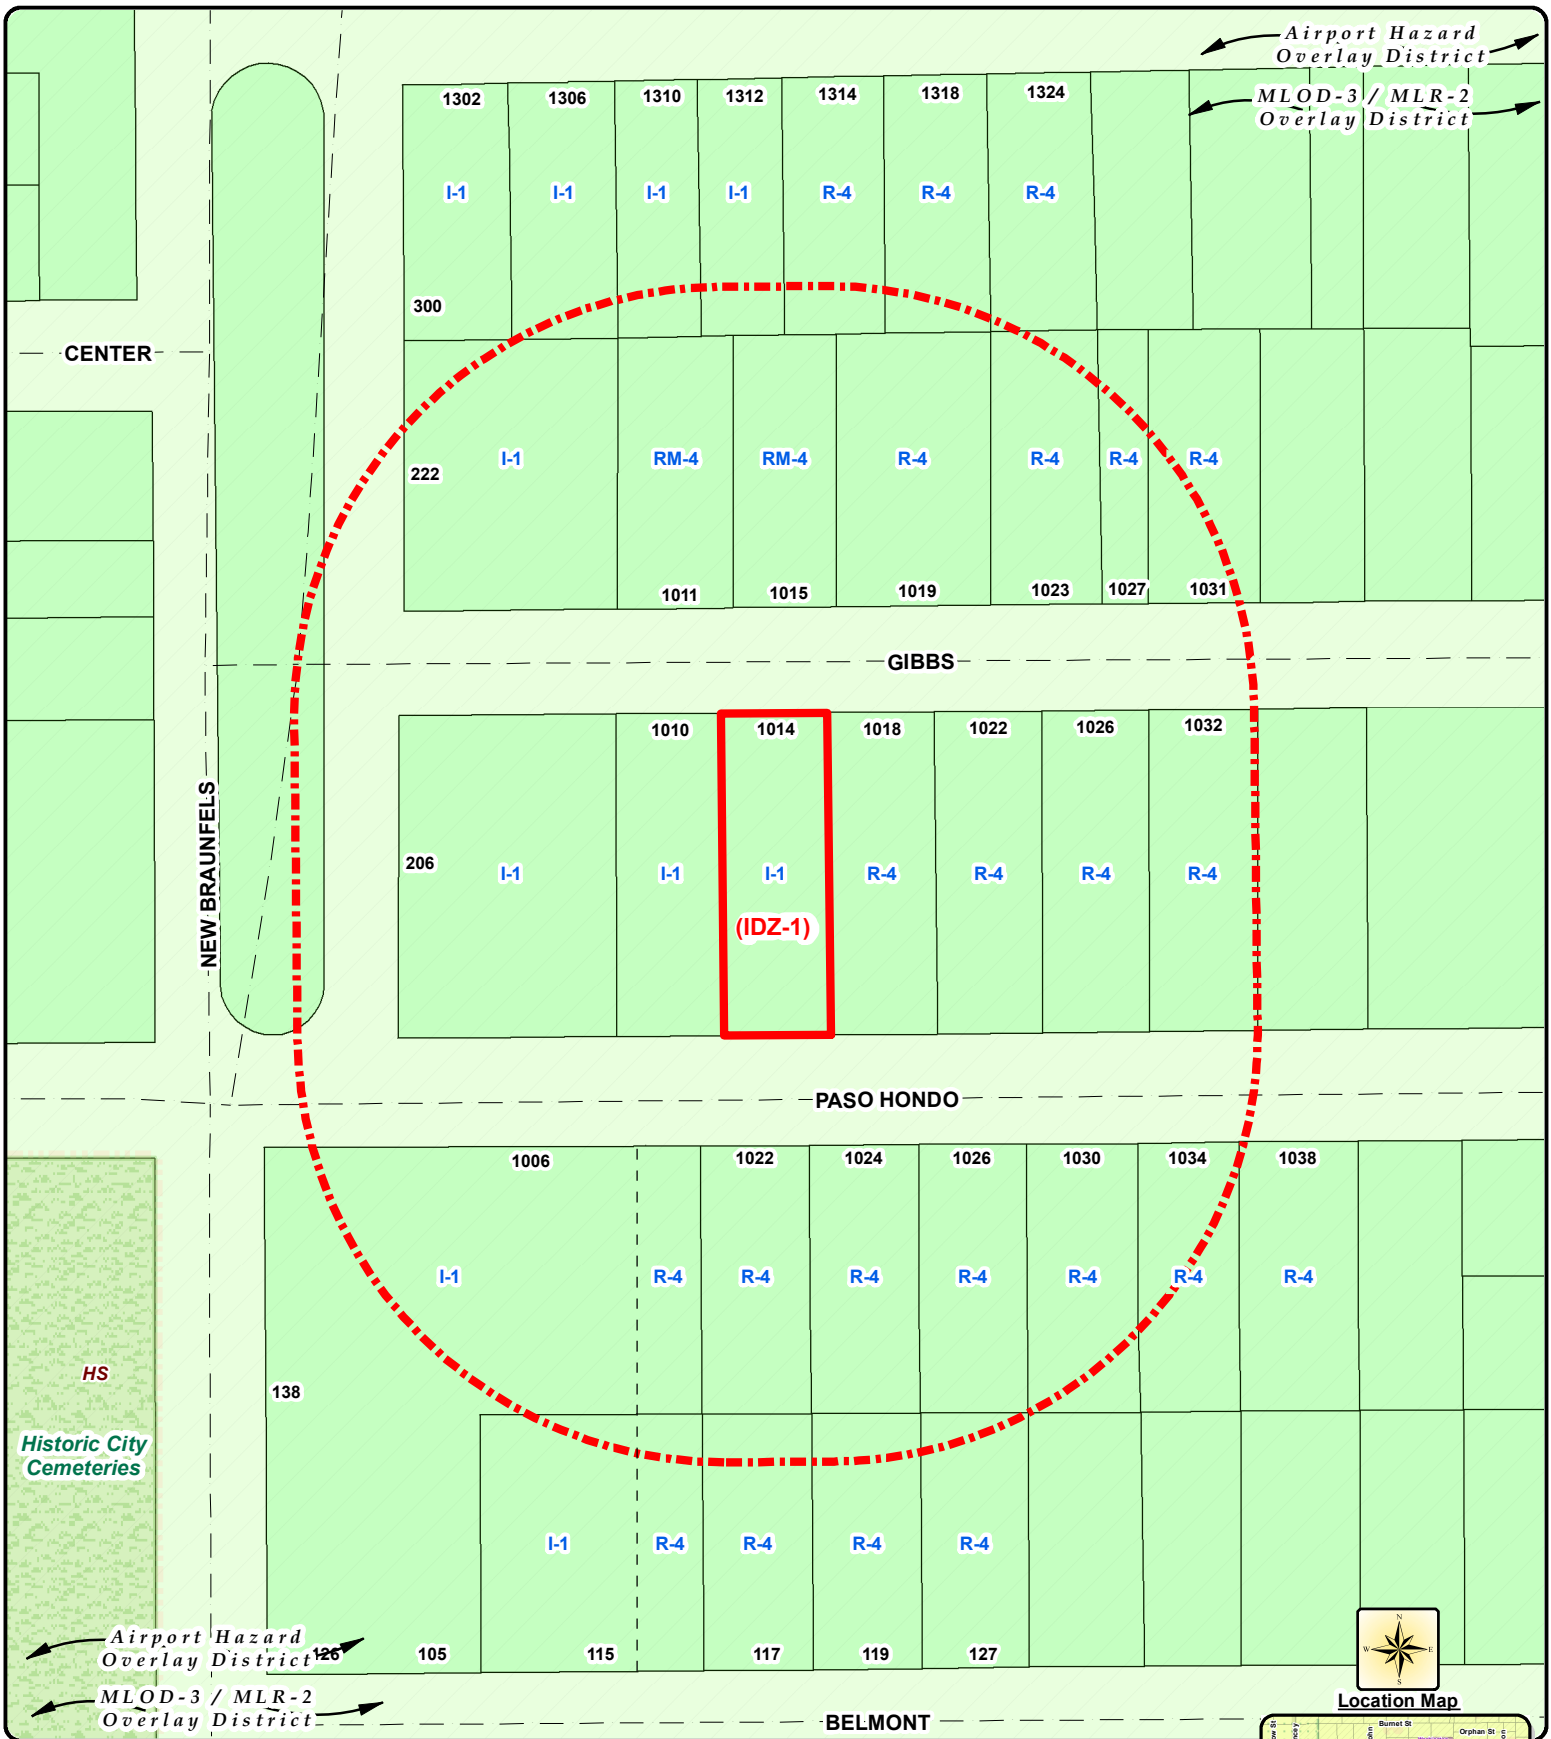 Airport Hazard
Overlay District
MLOD-3 / MLR-2
Overlay District
1302
1306
1310
1312
1314
1318
1324
I-1
I-1
I-1
I-1
R-4
R-4
R-4
300
CENTER
I-1
RM-4
RM-4
R-4
R-4
R-4
R-4
222
1011
1015
1019
1023
1027
1031
GIBBS
1010
1014
1018
1022
1026
1032
NEW BRAUNFELS
206
I-1
I-1
I-1
R-4
R-4
R-4
R-4
(IDZ-1)
PASO HONDO
1006
1022
1024
1026
1030
1034
1038
I-1
R-4
R-4
R-4
R-4
R-4
R-4
R-4
HS
138
Historic City
Cemeteries
I-1
R-4
R-4
R-4
R-4
Airport Hazard
Overlay District
126
105
115
117
119
127
N
W
E
S
MLOD-3 / MLR-2
Overlay District
Location Map
BELMONT
Burnet St
Orphan St